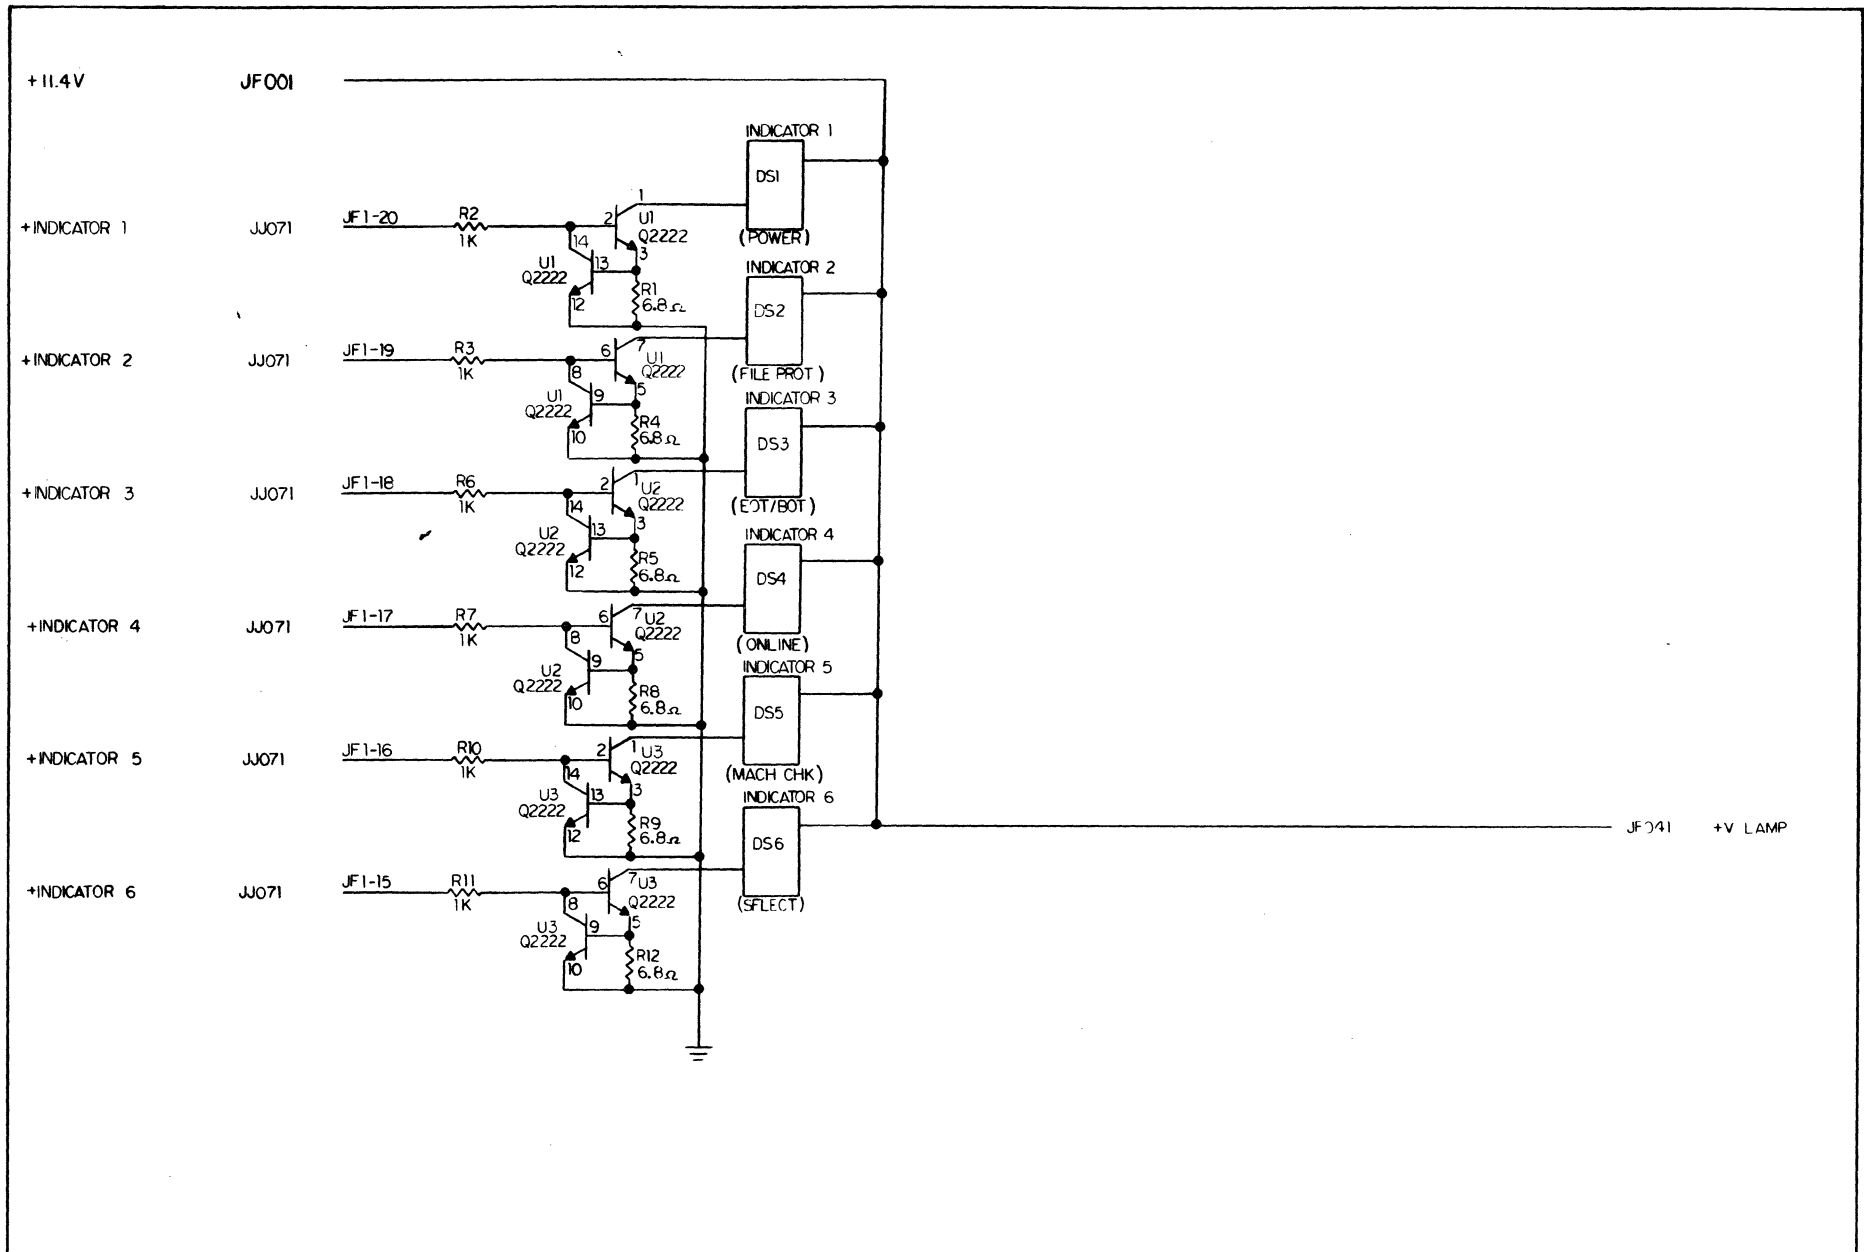 +11.4V JF001
INDICATOR 1
DS1
(POWER)
+INDICATOR 1 JJ071 JF1-20 R2 1K
2 1 U1 Q2222 3
14 13 12 U1 Q2222
R1 6.8Ω
INDICATOR 2
DS2
(FILE PROT)
+INDICATOR 2 JJ071 JF1-19 R3 1K
6 7 U1 Q2222 5
8 9 10 U1 Q2222
R4 6.8Ω
INDICATOR 3
DS3
(EOT/BOT)
+INDICATOR 3 JJ071 JF1-18 R6 1K
2 1 U2 Q2222 3
14 13 12 U2 Q2222
R5 6.8Ω
INDICATOR 4
DS4
(ONLINE)
+INDICATOR 4 JJ071 JF1-17 R7 1K
6 7 U2 Q2222 5
8 9 10 U2 Q2222
R8 6.8Ω
INDICATOR 5
DS5
(MACH CHK)
+INDICATOR 5 JJ071 JF1-16 R10 1K
2 1 U3 Q2222 3
14 13 12 U3 Q2222
R9 6.8Ω
INDICATOR 6
DS6
(SELECT)
JF041 +V LAMP
+INDICATOR 6 JJ071 JF1-15 R11 1K
6 7 U3 Q2222 5
8 9 10 U3 Q2222
R12 6.8Ω